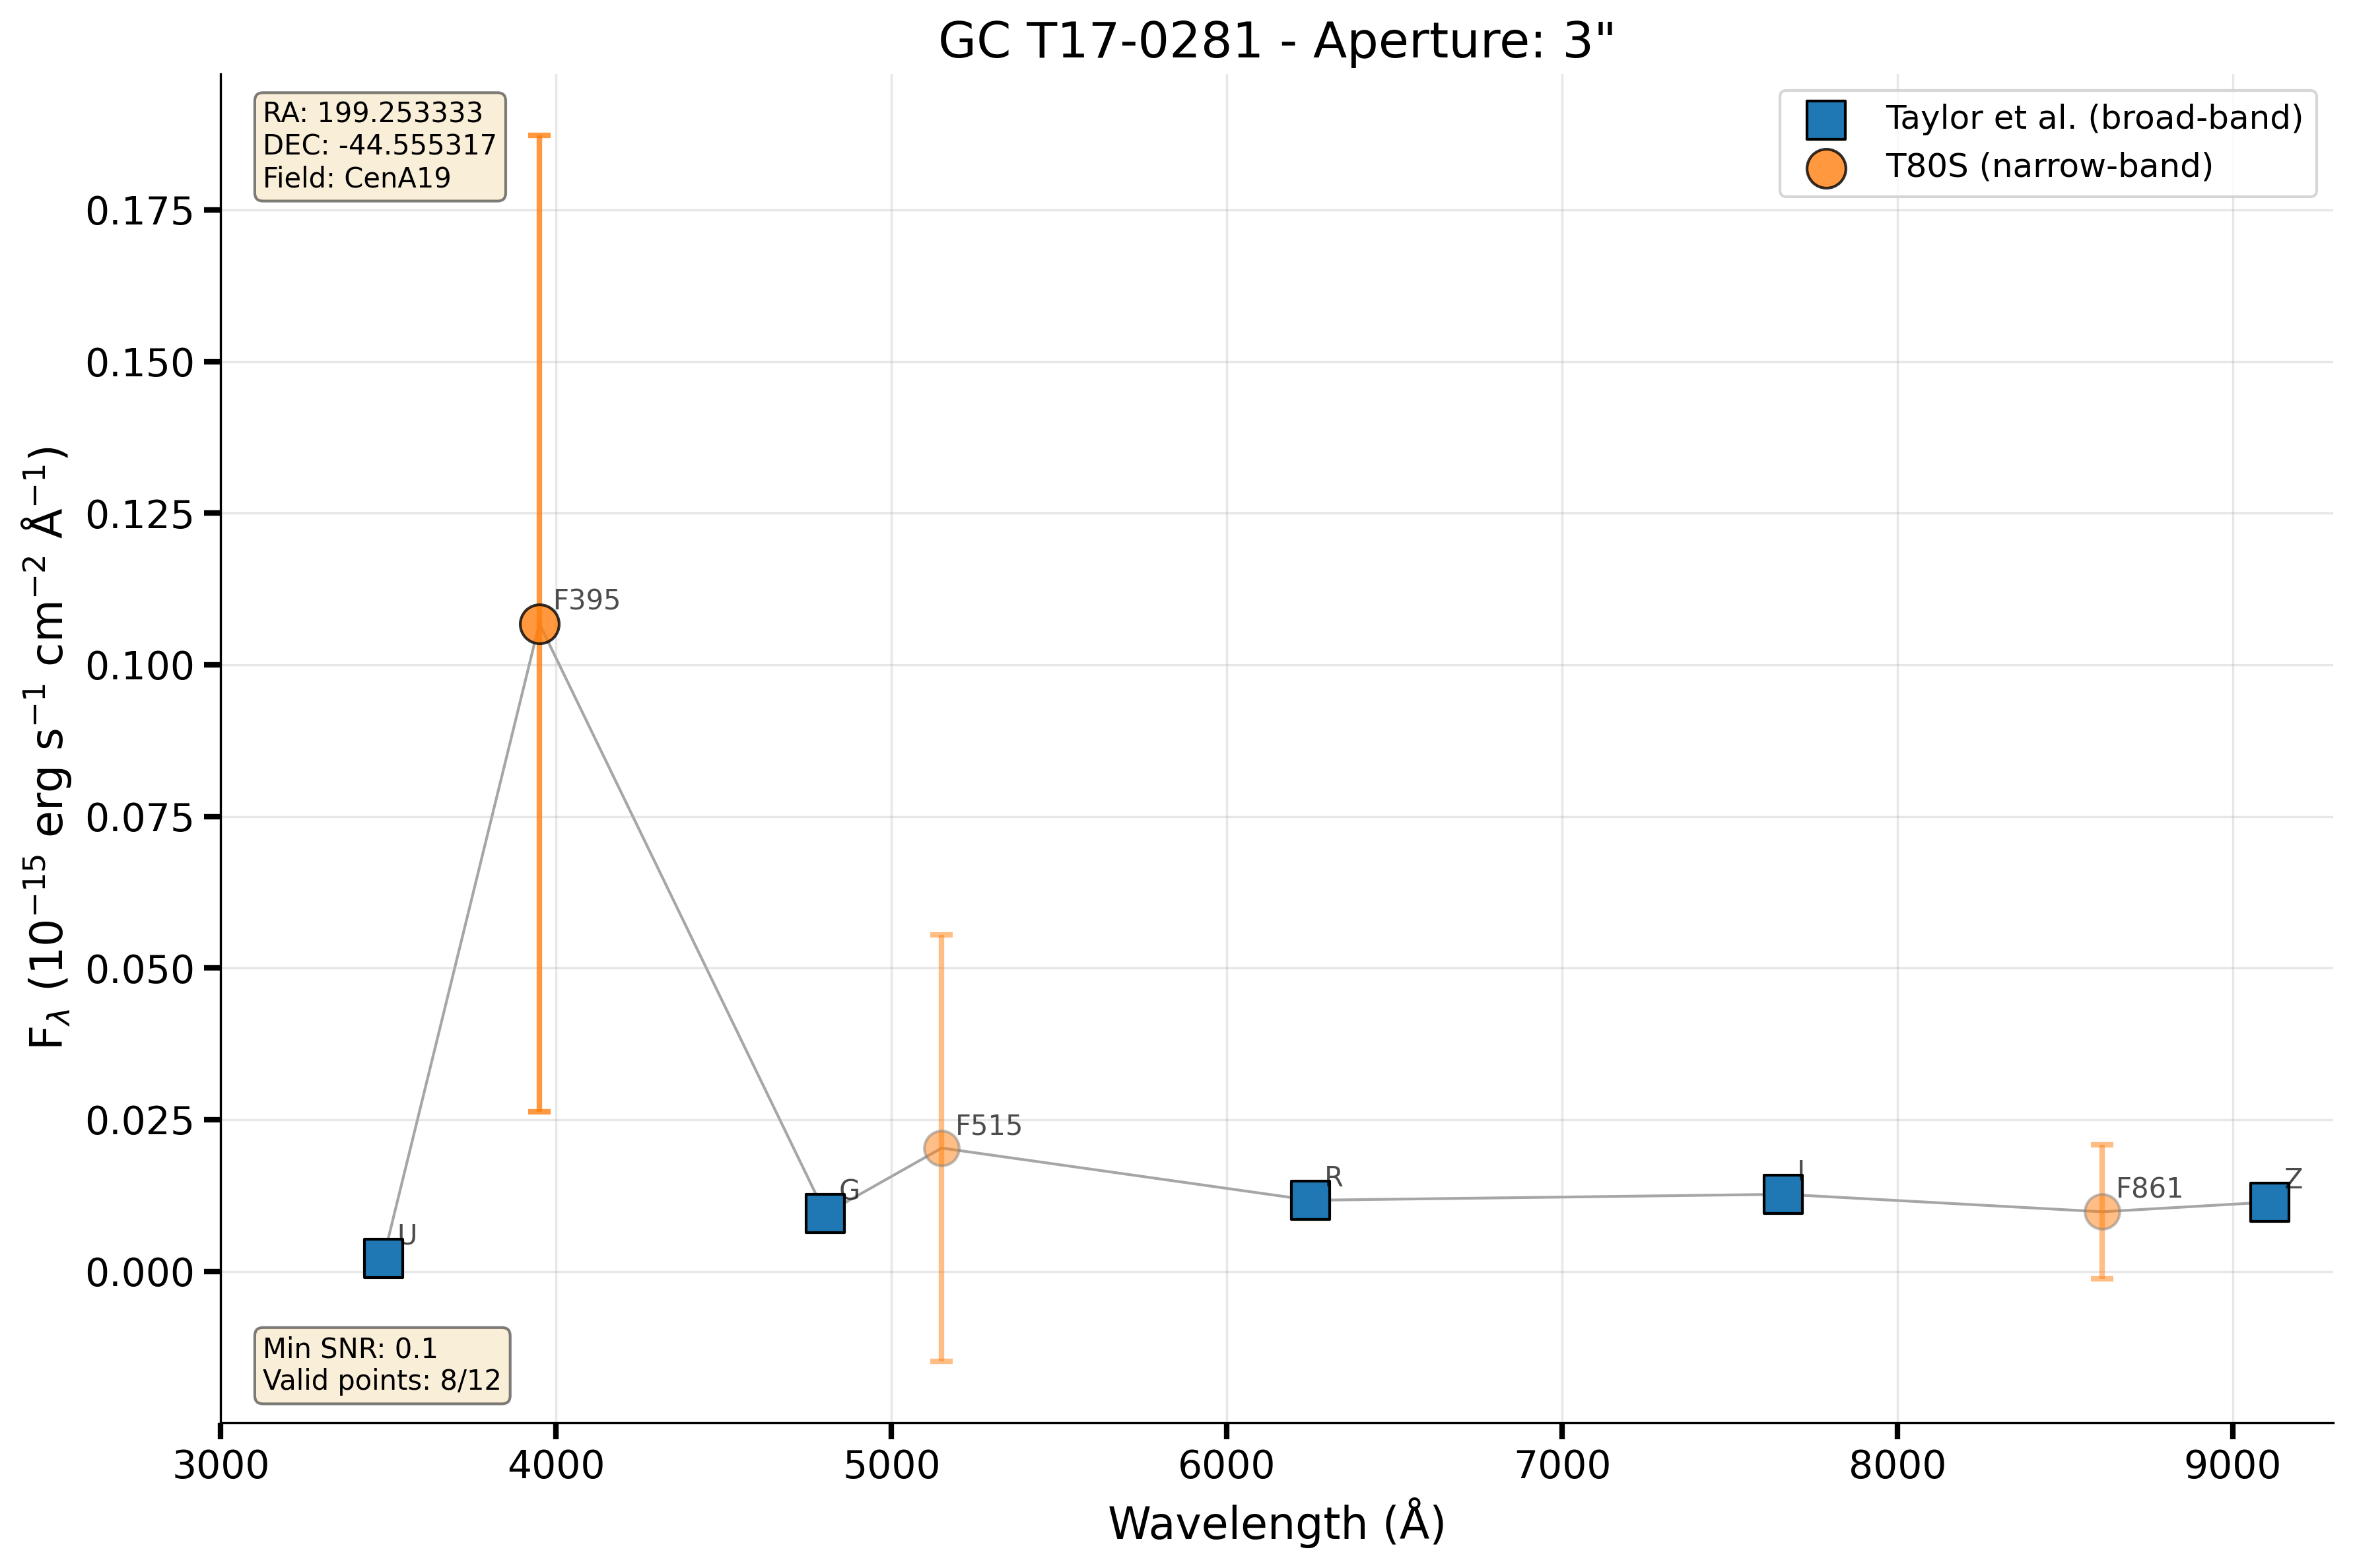 GC T17-0281 - Aperture: 3"
RA: 199.253333
DEC: -44.555317
Field: CenA19
Taylor et al. (broad-band)
T80S (narrow-band)
0.175
0.150
0.125
0.100
0.075
0.050
0.025
0.000
F_λ (10^−15 erg s^−1 cm^−2 Å^−1)
F395
F515
G
R
I
F861
Z
U
Min SNR: 0.1
Valid points: 8/12
3000 4000 5000 6000 7000 8000 9000
Wavelength (Å)